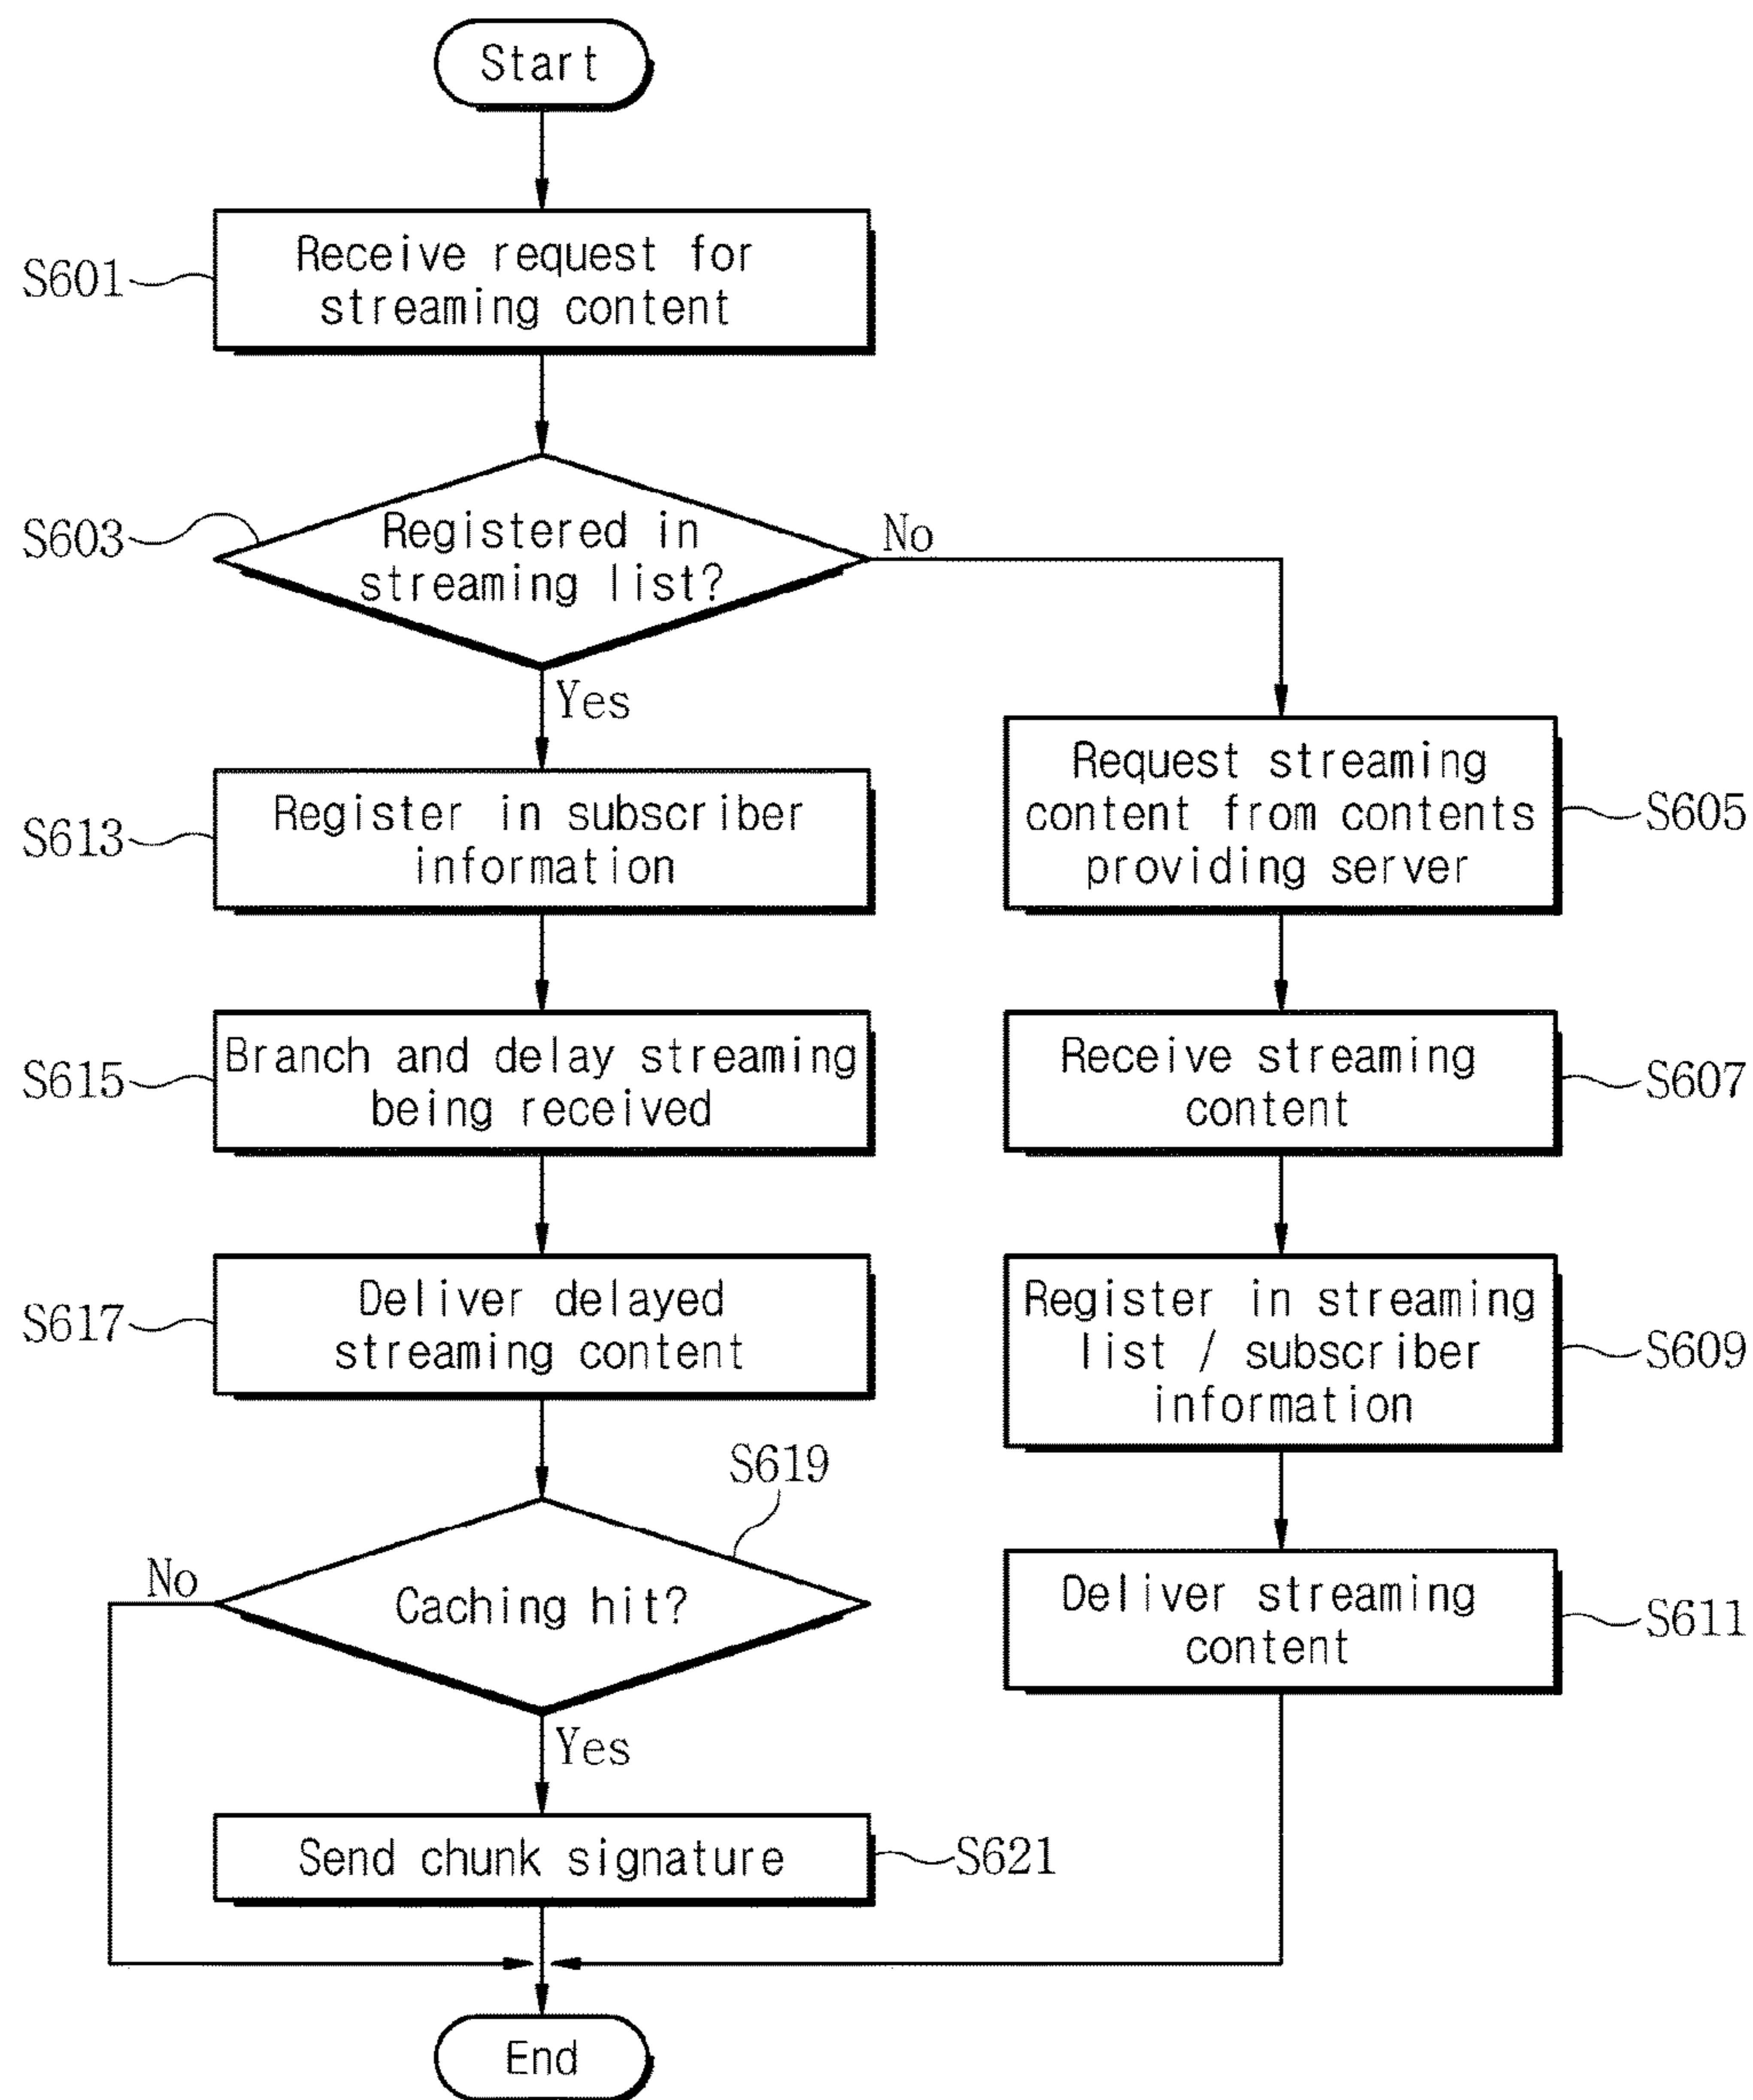 Start
S601
Receive request for
streaming content
S603
Registered in
streaming list?
No
Yes
S613
Register in subscriber
information
Request streaming
content from contents
providing server
S605
S615
Branch and delay streaming
being received
Receive streaming
content
S607
S617
Deliver delayed
streaming content
Register in streaming
list / subscriber
information
S609
S619
No
Caching hit?
Yes
Deliver streaming
content
S611
Send chunk signature
S621
End